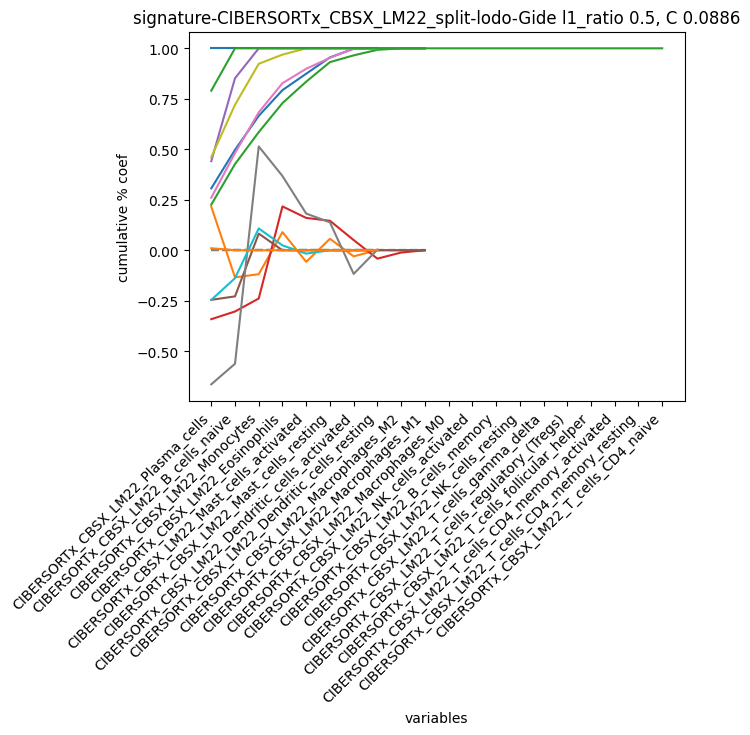 signature-CIBERSORTx_CBSX_LM22_split-lodo-Gide l1_ratio 0.5, C 0.0886
1.00
0.75
0.50
0.25
0.00
−0.25
−0.50
cumulative % coef
CIBERSORTx_CBSX_LM22_Plasma_cells
CIBERSORTx_CBSX_LM22_B_cells_naive
CIBERSORTx_CBSX_LM22_Monocytes
CIBERSORTx_CBSX_LM22_Eosinophils
CIBERSORTx_CBSX_LM22_Mast_cells_activated
CIBERSORTx_CBSX_LM22_Mast_cells_resting
CIBERSORTx_CBSX_LM22_Dendritic_cells_activated
CIBERSORTx_CBSX_LM22_Dendritic_cells_resting
CIBERSORTx_CBSX_LM22_Macrophages_M2
CIBERSORTx_CBSX_LM22_Macrophages_M1
CIBERSORTx_CBSX_LM22_Macrophages_M0
CIBERSORTx_CBSX_LM22_NK_cells_activated
CIBERSORTx_CBSX_LM22_B_cells_memory
CIBERSORTx_CBSX_LM22_NK_cells_resting
CIBERSORTx_CBSX_LM22_T_cells_gamma_delta
CIBERSORTx_CBSX_LM22_T_cells_regulatory_(Tregs)
CIBERSORTx_CBSX_LM22_T_cells_follicular_helper
CIBERSORTx_CBSX_LM22_T_cells_CD4_memory_activated
CIBERSORTx_CBSX_LM22_T_cells_CD4_memory_resting
CIBERSORTx_CBSX_LM22_T_cells_CD4_naive
variables